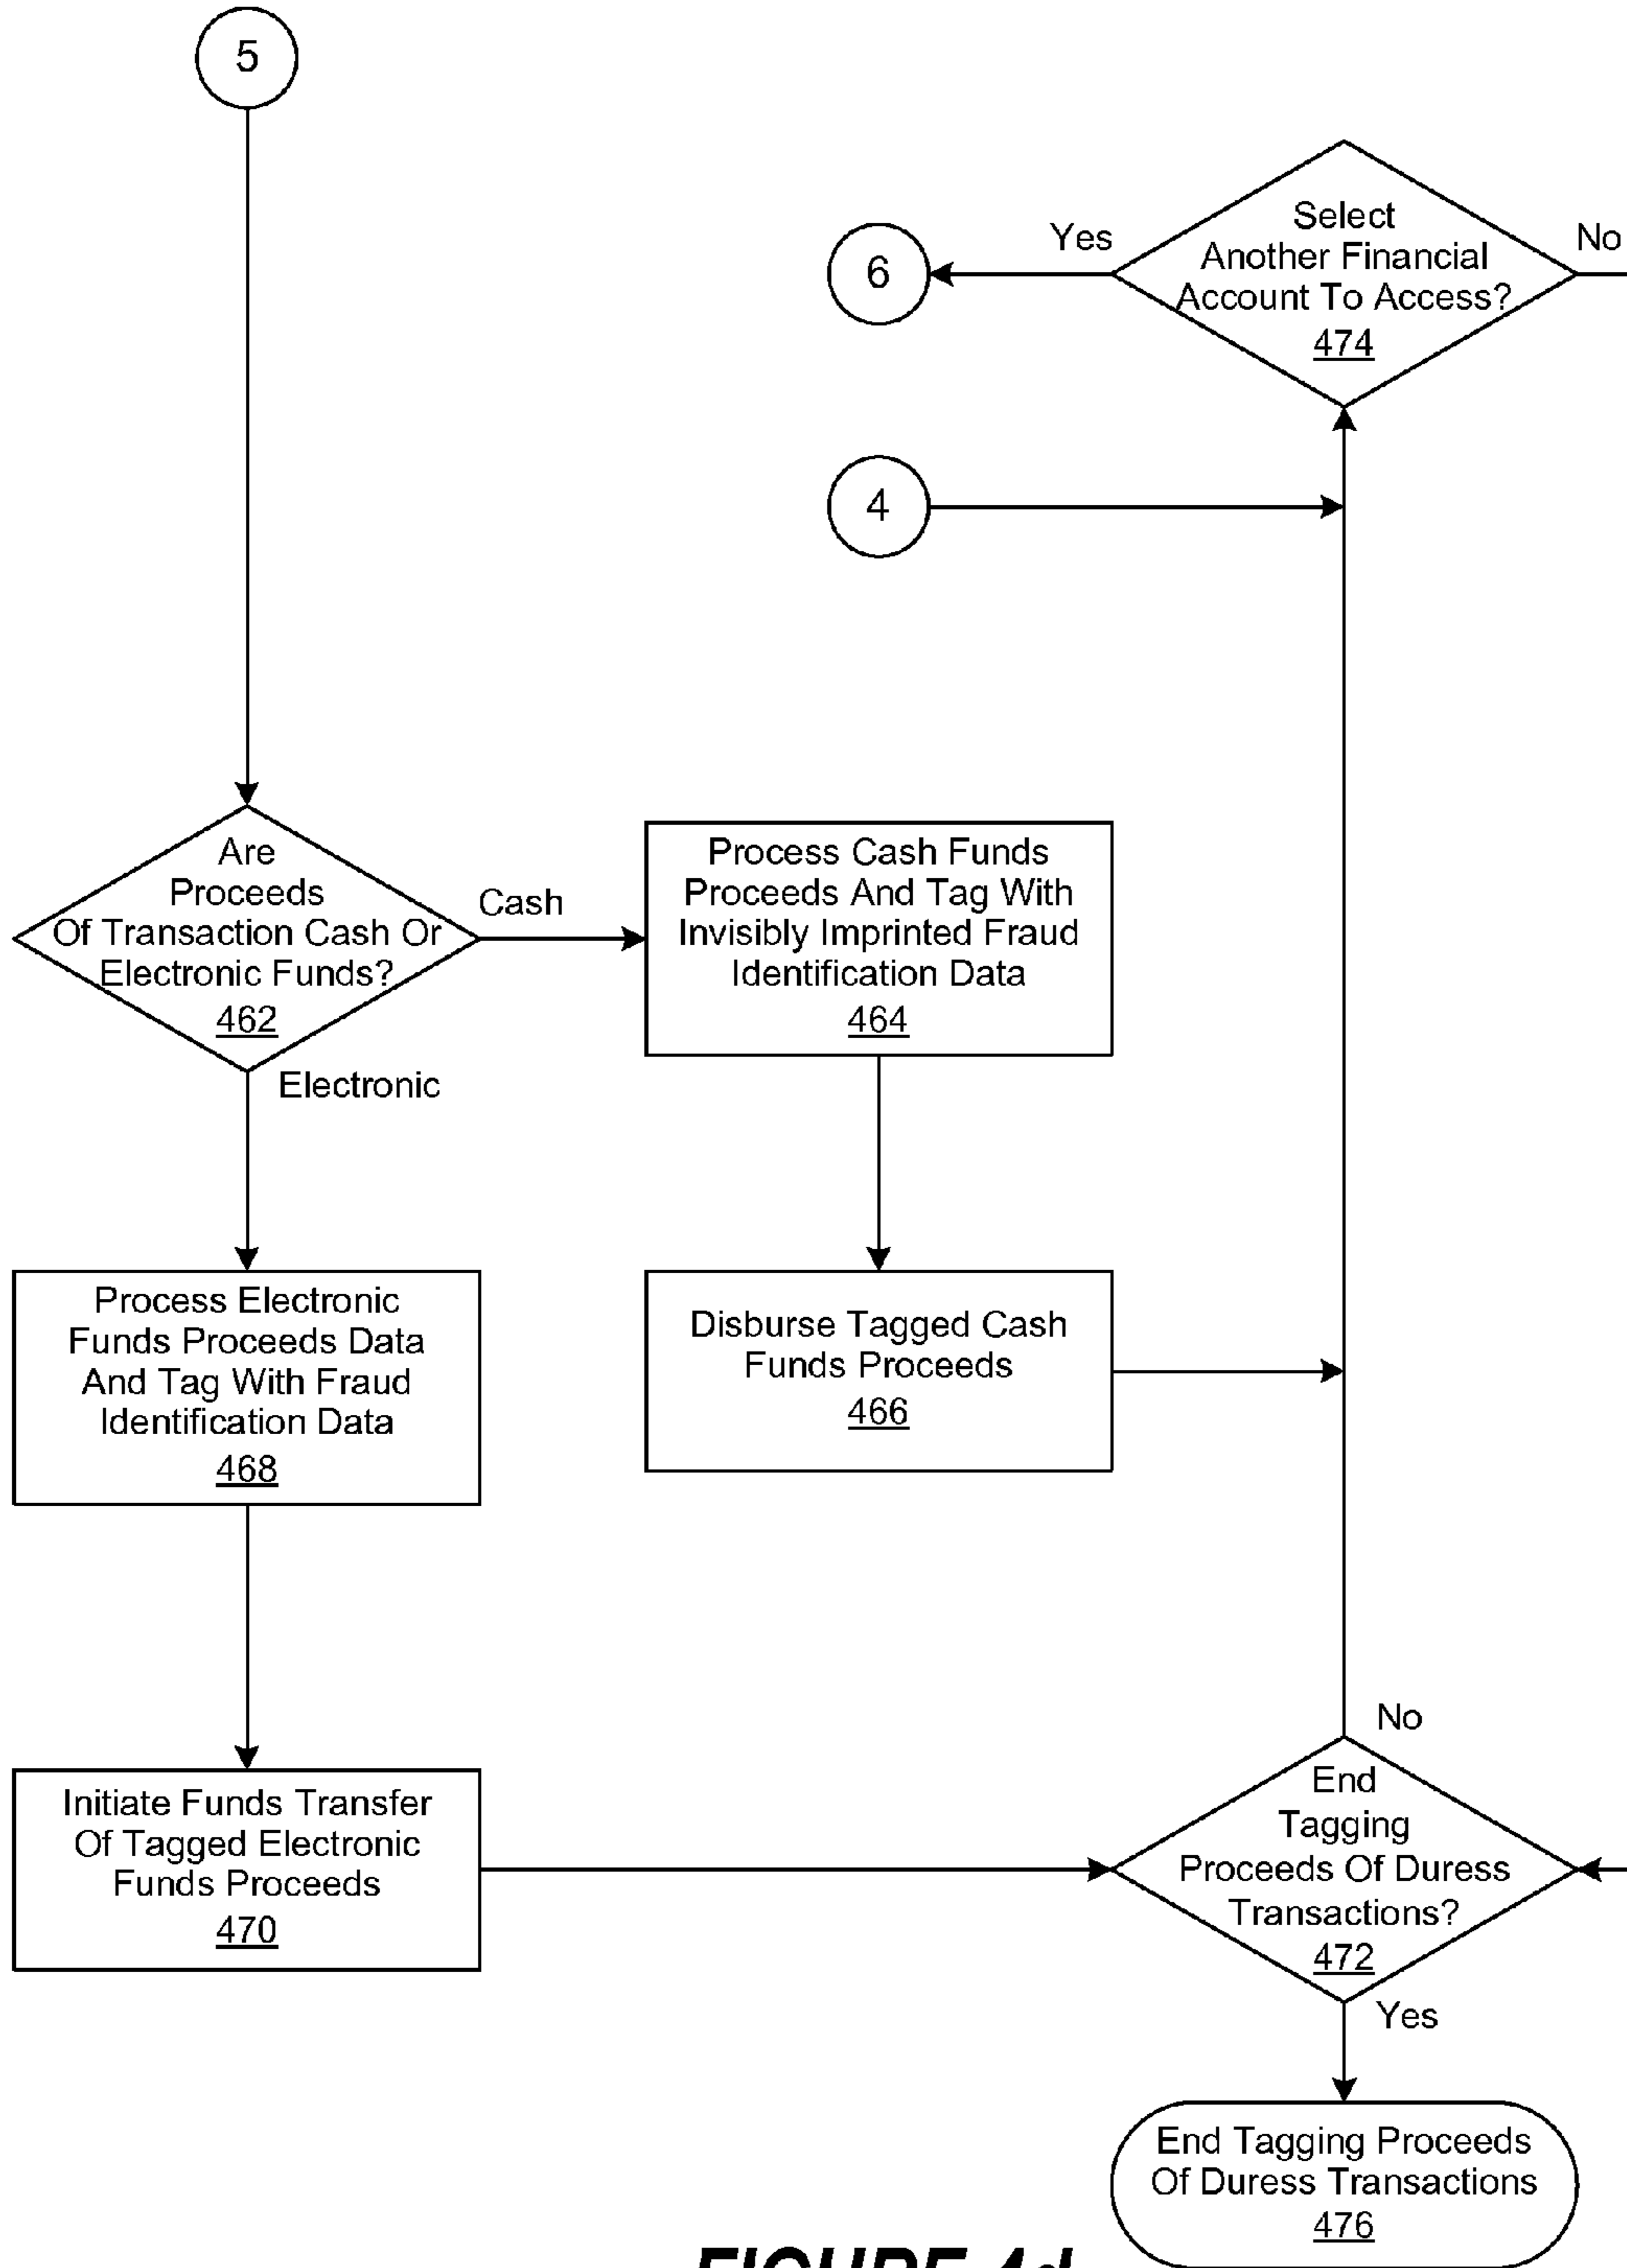 5
Select
Another Financial
Account To Access?
474
Yes
No
6
4
Are
Proceeds
Of Transaction Cash Or
Electronic Funds?
462
Cash
Electronic
Process Cash Funds
Proceeds And Tag With
Invisibly Imprinted Fraud
Identification Data
464
Process Electronic
Funds Proceeds Data
And Tag With Fraud
Identification Data
468
Disburse Tagged Cash
Funds Proceeds
466
Initiate Funds Transfer
Of Tagged Electronic
Funds Proceeds
470
No
End
Tagging
Proceeds Of Duress
Transactions?
472
Yes
End Tagging Proceeds
Of Duress Transactions
476
FIGURE 4d